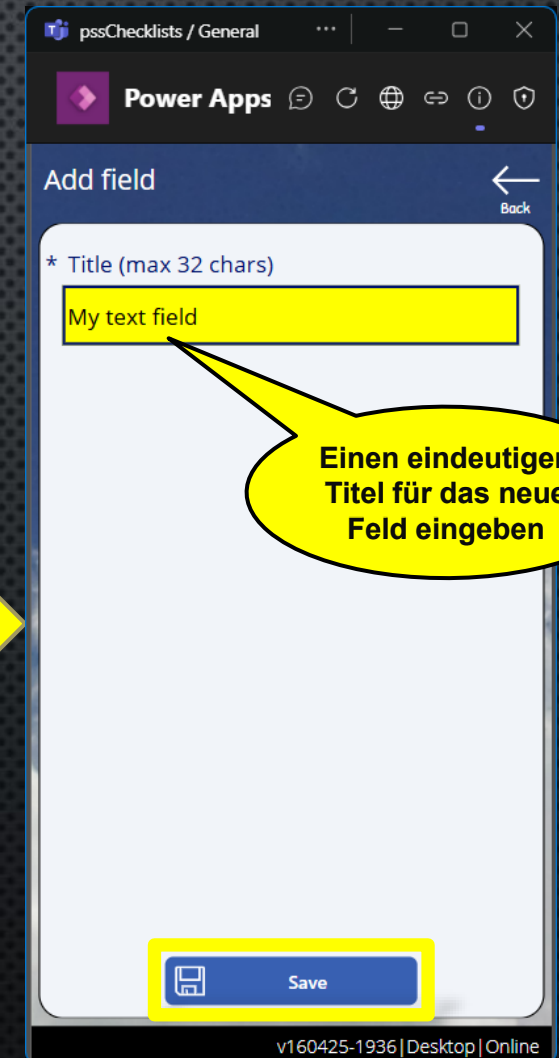 pssChecklists / General
Power Apps
Add field
Back
* Title (max 32 chars)
My text field
Einen eindeutigen
Titel für das neue
Feld eingeben
Save
v160425-1936|Desktop|Online